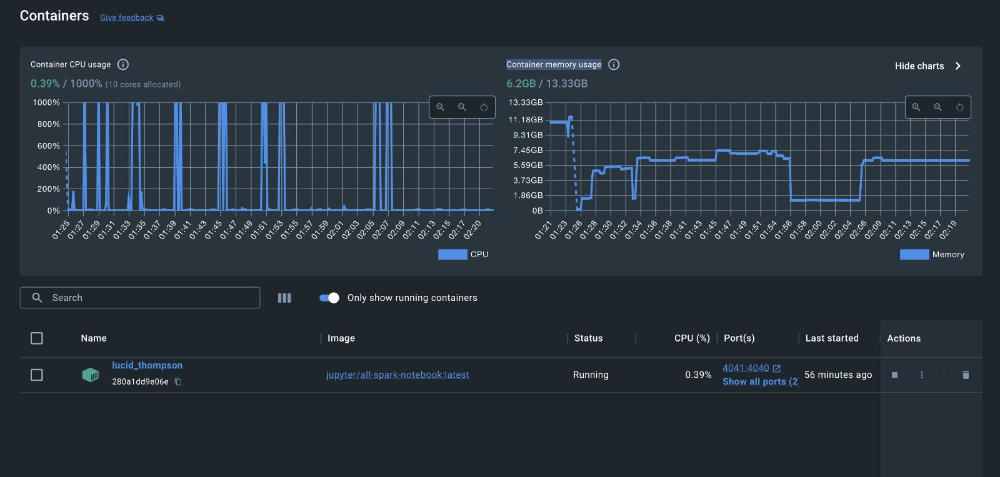 Containers Give feedback
Container CPU usage
0.39% / 1000% (10 cores allocated)
1000%
800%
600%
400%
200%
0%
01:25 01:27 01:29 01:31 01:33 01:35 01:37 01:39 01:41 01:43 01:45 01:47 01:49 01:51 01:53 01:55 01:57 01:59 02:01 02:03 02:05 02:07 02:09 02:11 02:13 02:15 02:17 02:20
CPU
Container memory usage
Hide charts
6.2GB / 13.33GB
13.33GB
11.18GB
9.31GB
7.45GB
5.59GB
3.73GB
1.86GB
0B
01:21 01:23 01:26 01:28 01:30 01:32 01:34 01:36 01:38 01:41 01:43 01:45 01:47 01:49 01:51 01:54 01:56 01:58 02:00 02:02 02:04 02:06 02:09 02:11 02:13 02:15 02:17 02:19
Memory
Search
Only show running containers
Name Image Status CPU (%) Port(s) Last started Actions
lucid_thompson
280a1dd9e06e
jupyter/all-spark-notebook:latest
Running
0.39%
4041:4040
Show all ports (2
56 minutes ago